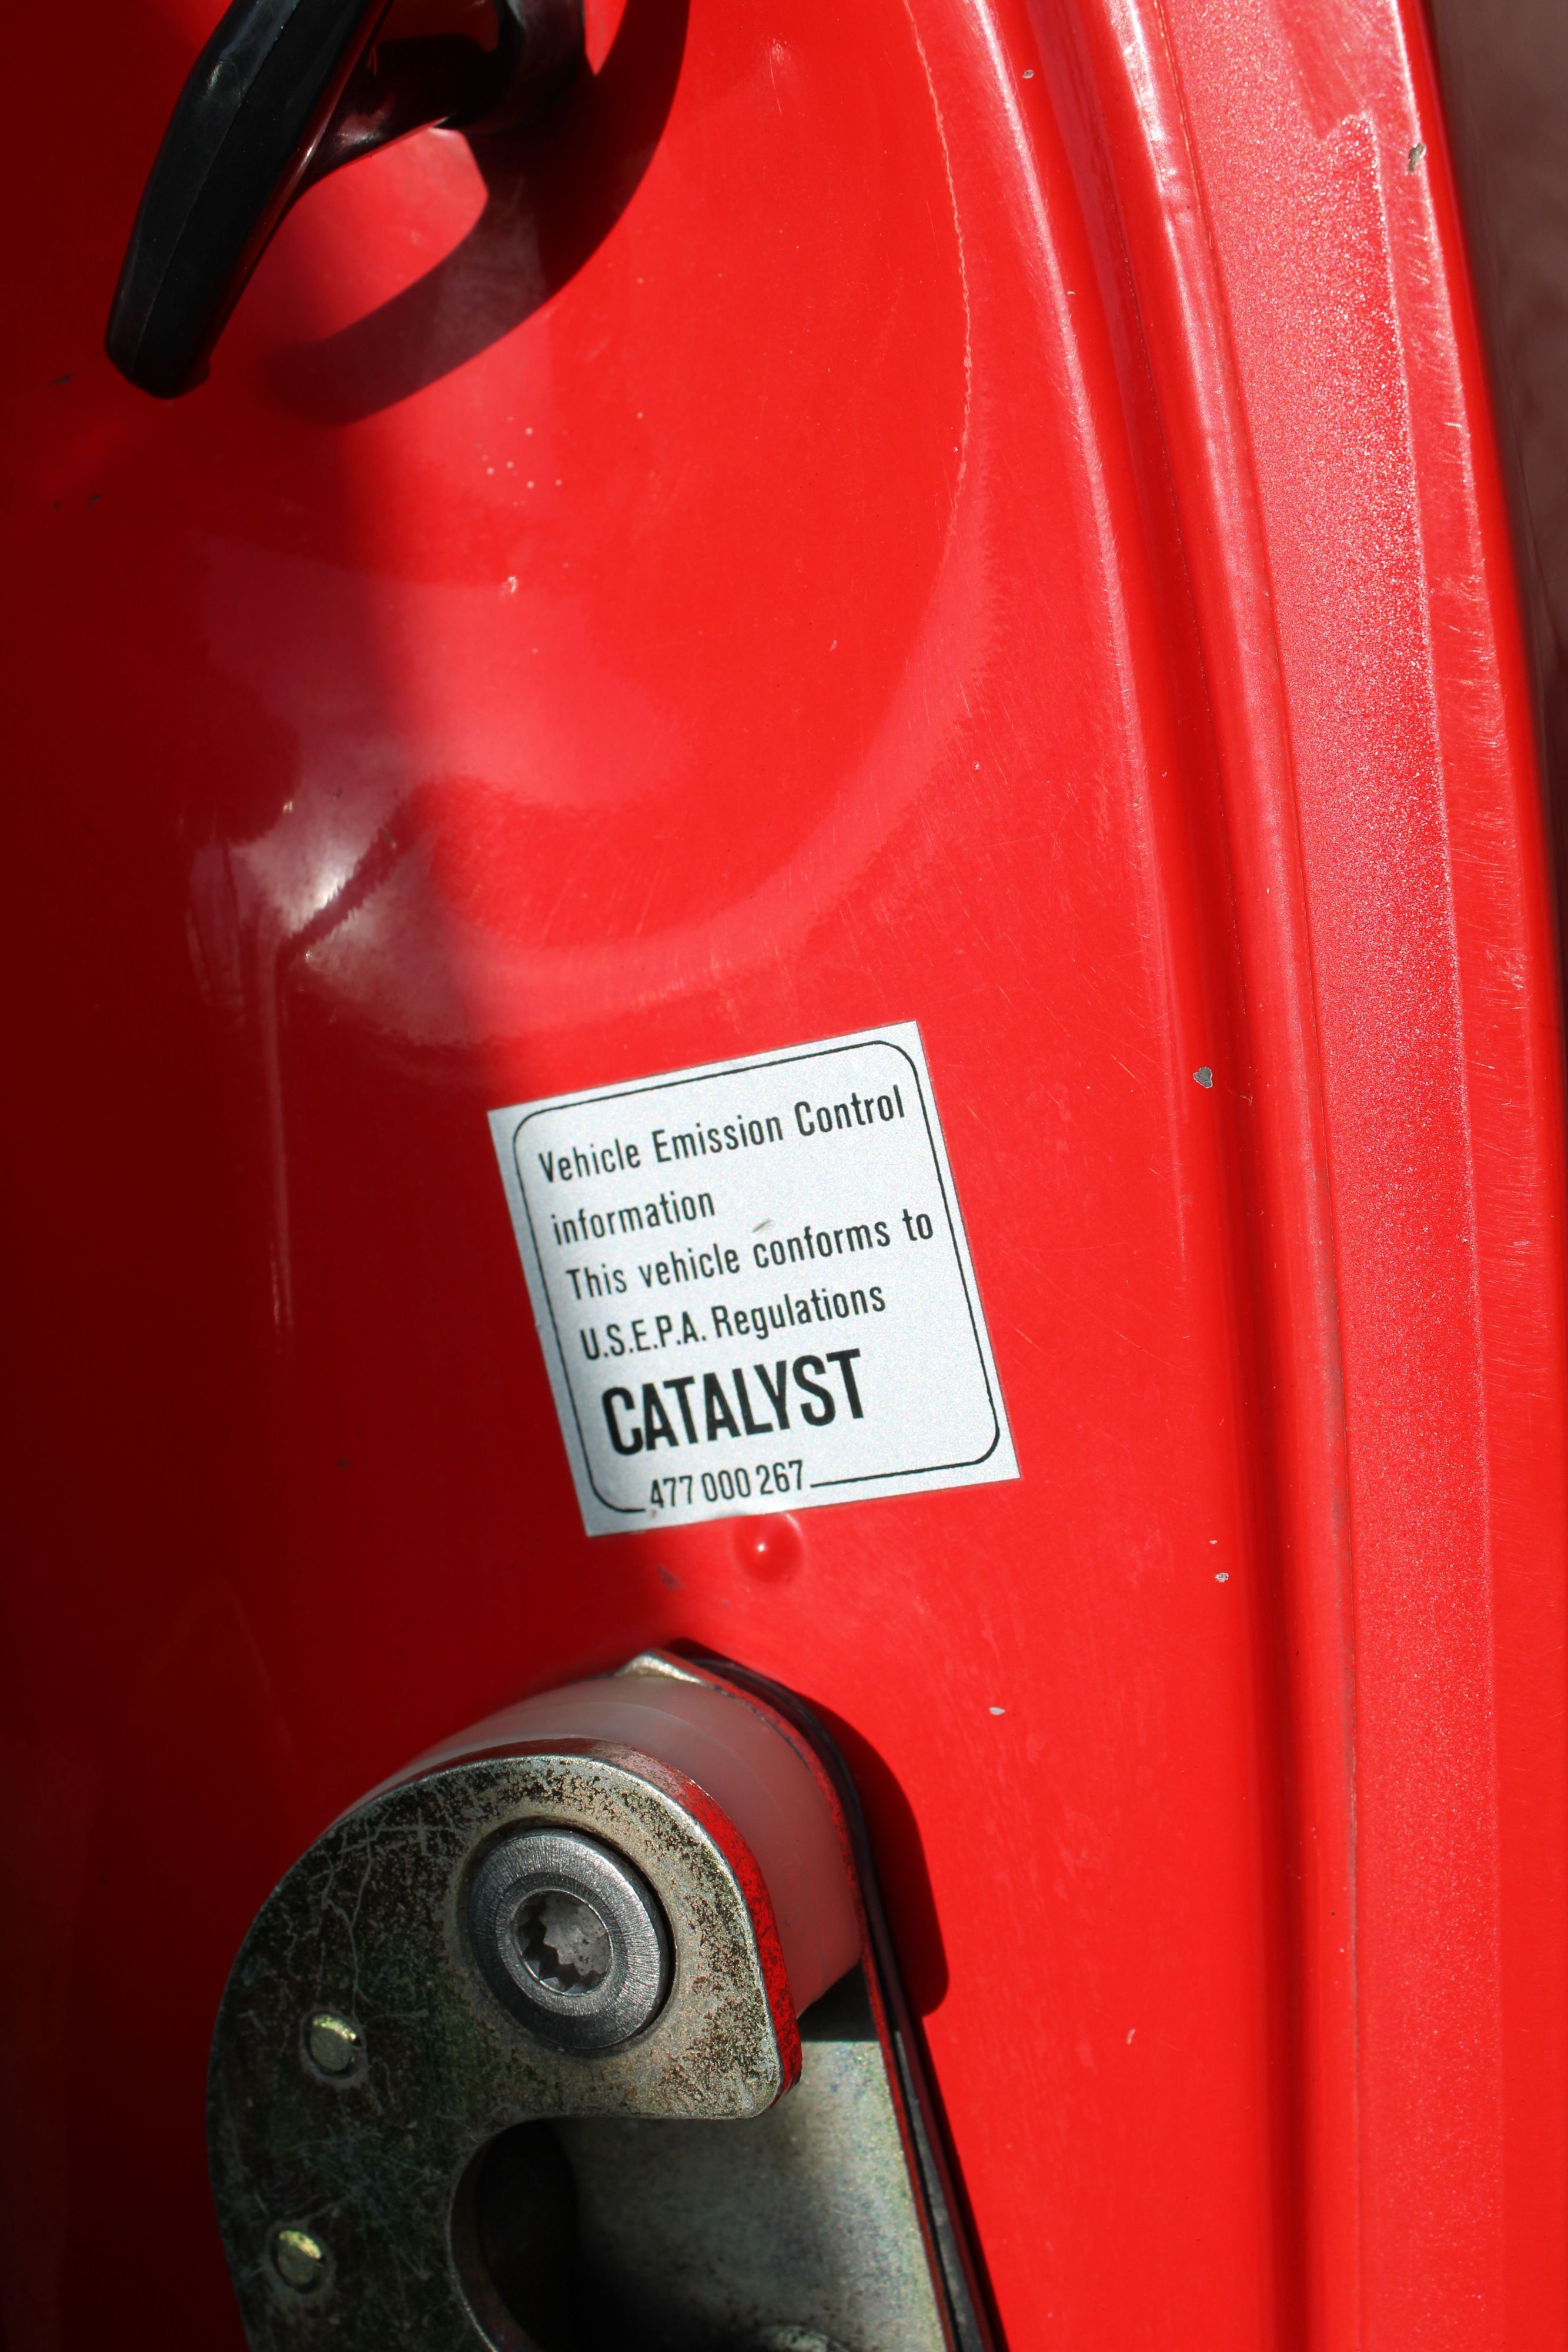 Vehicle Emission Control
information
This vehicle conforms to
U.S.E.P.A. Regulations
CATALYST
477 000 267